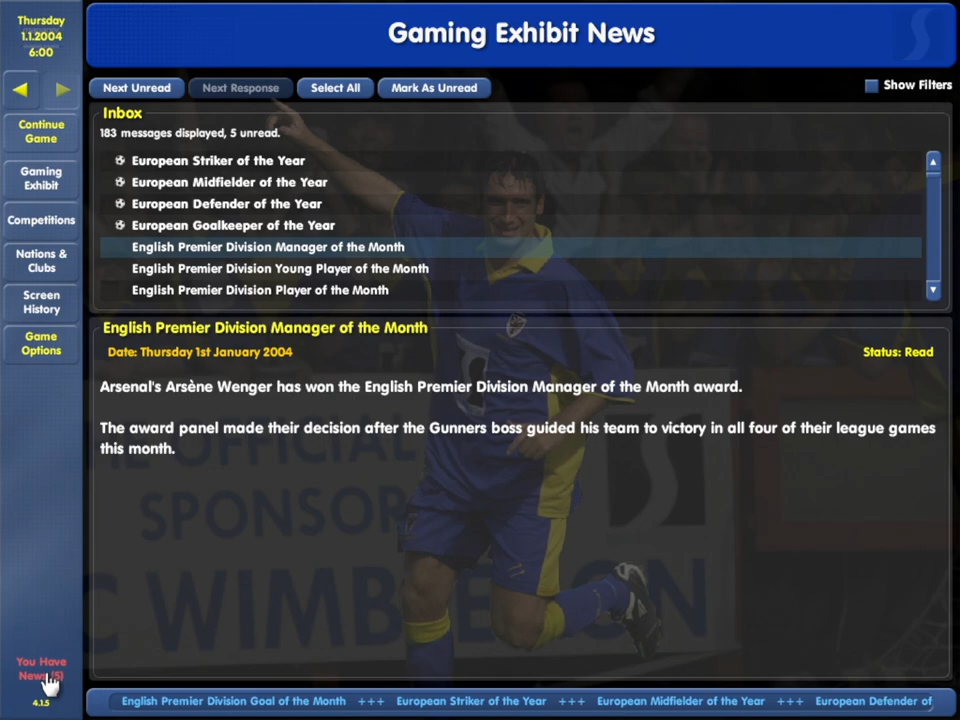 Thursday
1.1.2004
6:00
Gaming Exhibit News
Next Unread
Next Response
Select All
Mark As Unread
Show Filters
Continue
Game
Gaming
Exhibit
Competitions
Nations &
Clubs
Screen
History
Game
Options
Inbox
183 messages displayed, 5 unread.
European Striker of the Year
European Midfielder of the Year
European Defender of the Year
European Goalkeeper of the Year
English Premier Division Manager of the Month
English Premier Division Young Player of the Month
English Premier Division Player of the Month
English Premier Division Manager of the Month
Date: Thursday 1st January 2004
Status: Read
Arsenal's Arsène Wenger has won the English Premier Division Manager of the Month award.
The award panel made their decision after the Gunners boss guided his team to victory in all four of their league games
this month.
OFFICIAL
SPONSOR
C WIMB ON
You Have
News (5)
4.1.5
English Premier Division Goal of the Month +++ European Striker of the Year +++ European Midfielder of the Year +++ European Defender of